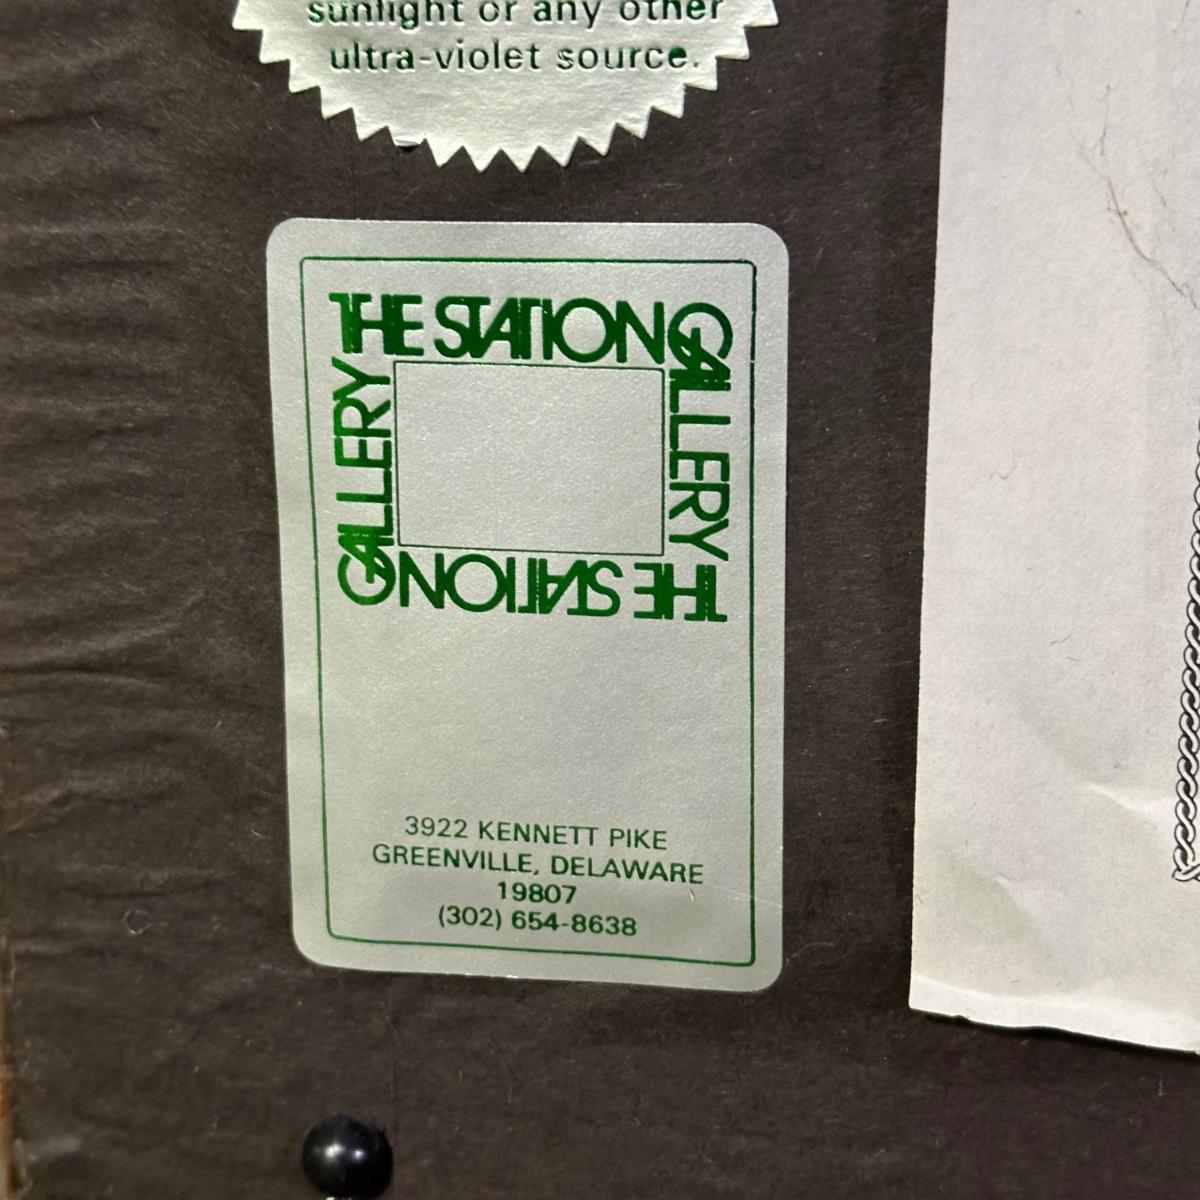 sunlight or any other
ultra-violet source.
THE STATION
GALLERY
THE STATION
GALLERY
3922 KENNETT PIKE
GREENVILLE, DELAWARE
19807
(302) 654-8638